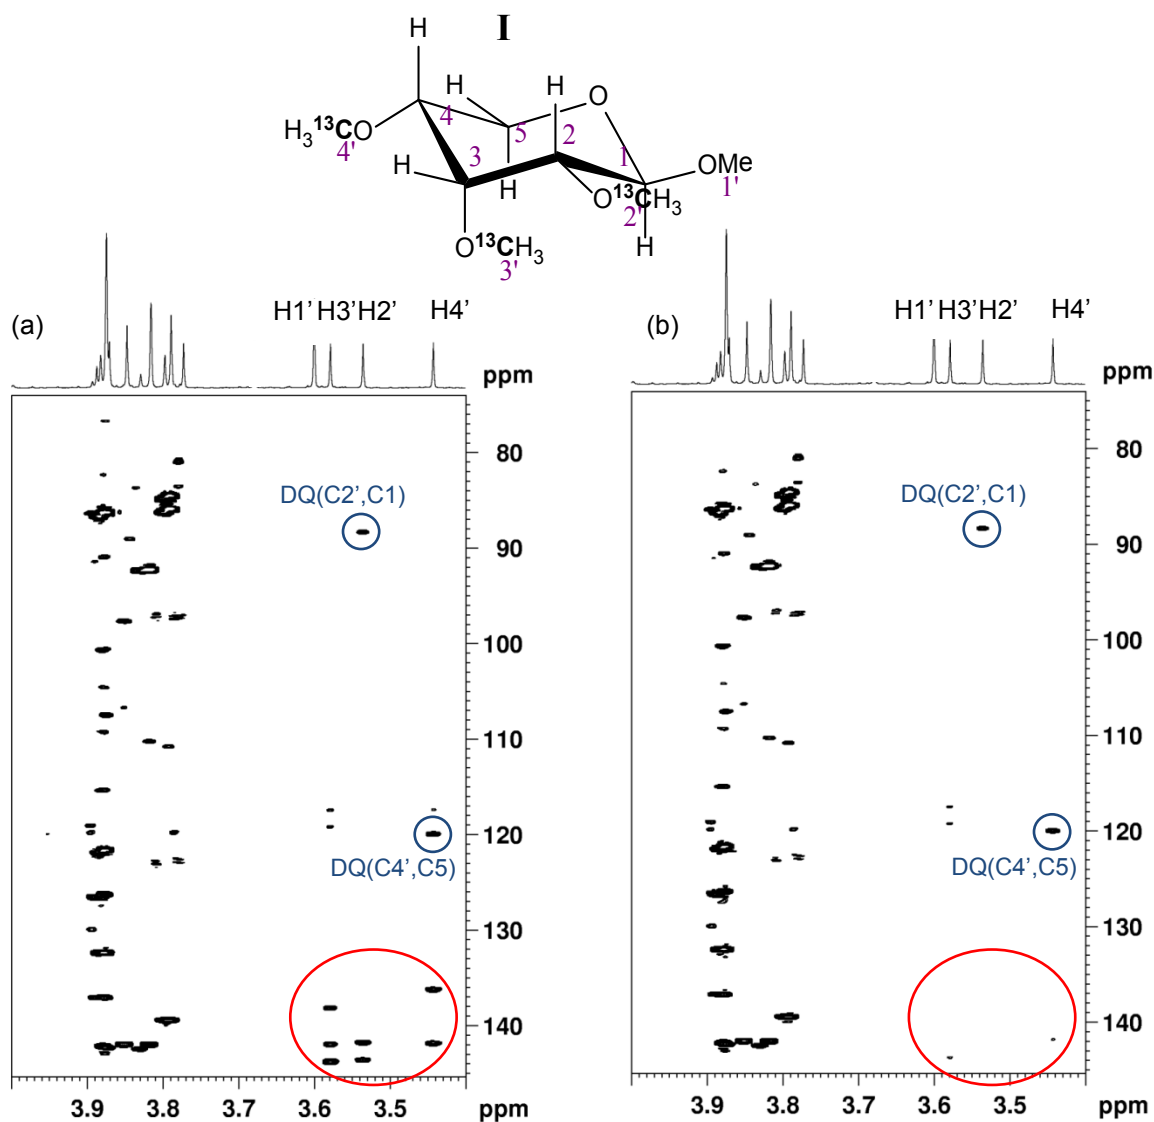 I
H
H
H
O
4
H₃¹³CO
4'
5
2
3
1
OMe
1'
H
H
O¹³CH₃
2'
O¹³CH₃
3'
H
(a)
H1' H3'H2'
H4'
ppm
80
DQ(C2',C1)
90
100
110
120
DQ(C4',C5)
130
140
3.9 3.8 3.7 3.6 3.5 ppm
(b)
H1' H3'H2'
H4'
ppm
80
DQ(C2',C1)
90
100
110
120
DQ(C4',C5)
130
140
3.9 3.8 3.7 3.6 3.5 ppm